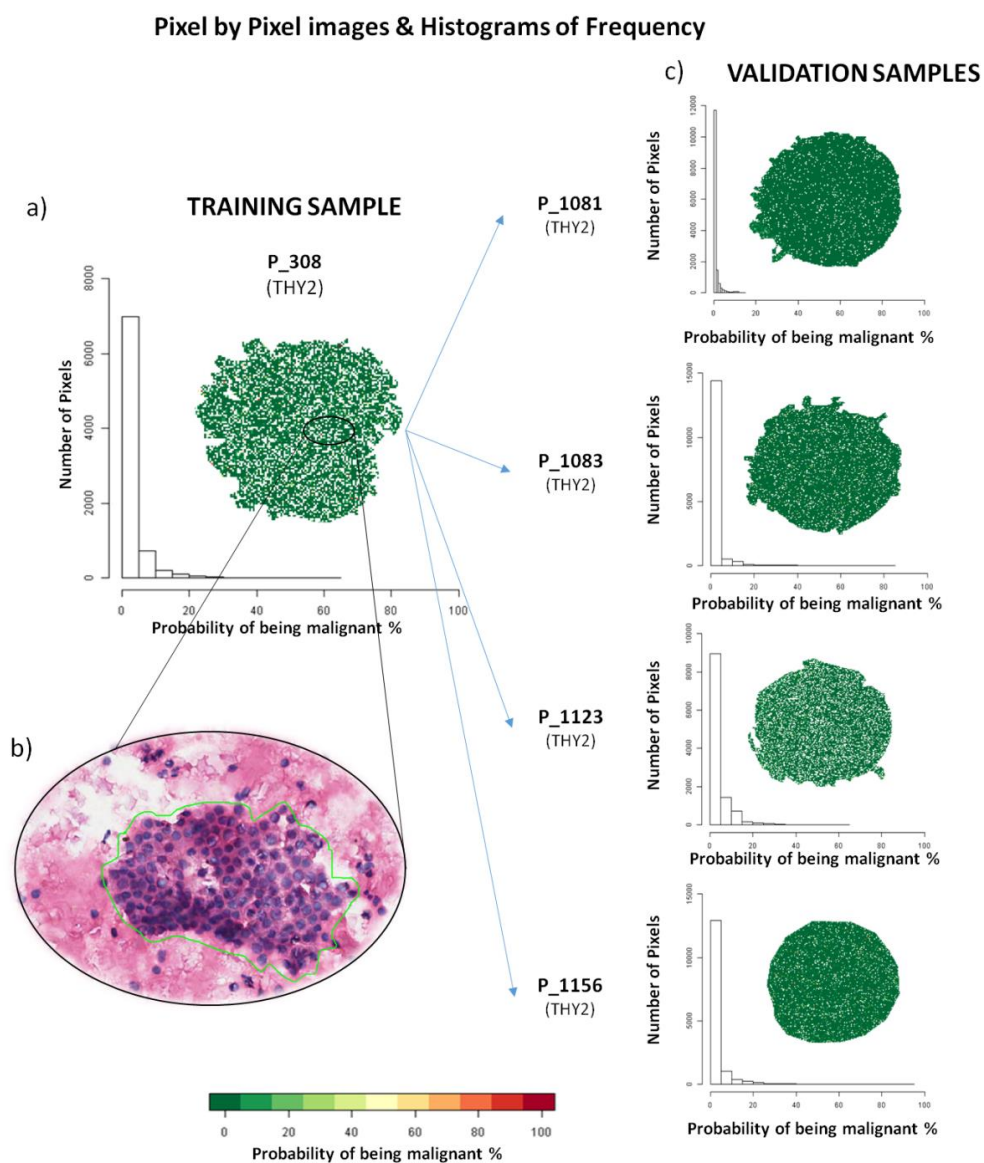 Pixel by Pixel images & Histograms of Frequency
c) VALIDATION SAMPLES
a) TRAINING SAMPLE
P_308
(THY2)
Number of Pixels
8000
6000
4000
2000
0
0 20 40 60 80 100
Probability of being malignant %
b)
P_1081
(THY2)
Number of Pixels
12000
10000
8000
6000
4000
2000
0
0 20 40 60 80 100
Probability of being malignant %
P_1083
(THY2)
Number of Pixels
15000
10000
5000
0
0 20 40 60 80 100
Probability of being malignant %
P_1123
(THY2)
Number of Pixels
10000
8000
6000
4000
2000
0
0 20 40 60 80 100
Probability of being malignant %
P_1156
(THY2)
Number of Pixels
15000
10000
5000
0
0 20 40 60 80 100
Probability of being malignant %
0 20 40 60 80 100
Probability of being malignant %